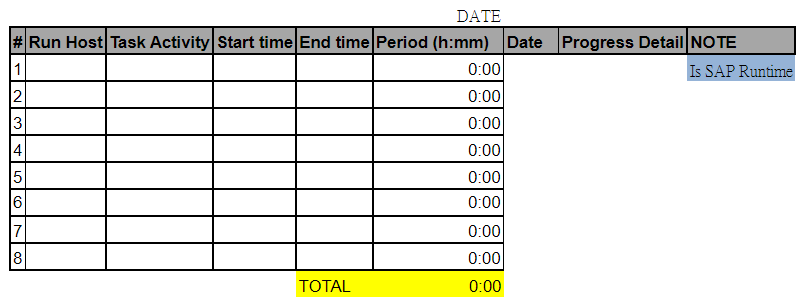 DATE
# Run Host Task Activity Start time End time Period (h:mm) Date Progress Detail NOTE
1 0:00 Is SAP Runtime
2 0:00
3 0:00
4 0:00
5 0:00
6 0:00
7 0:00
8 0:00
TOTAL 0:00